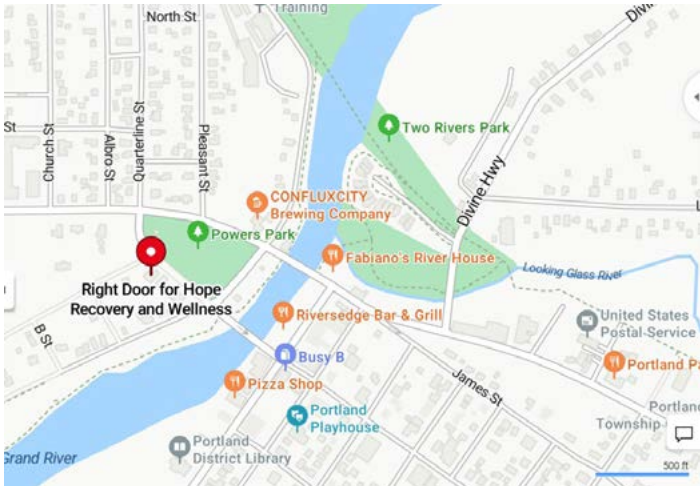 Training
North St
St
Church St
Albro St
Quarterline St
Pleasant St
Two Rivers Park
Divine Hwy
CONFLUXCITY
Brewing Company
Powers Park
Fabiano's River House
Looking Glass River
Right Door for Hope
Recovery and Wellness
Riversedge Bar & Grill
United States
Postal Service
B St
Busy B
Portland Pa
James St
Pizza Shop
Portland
Playhouse
Portland
Township
Portland
District Library
Grand River
500 ft